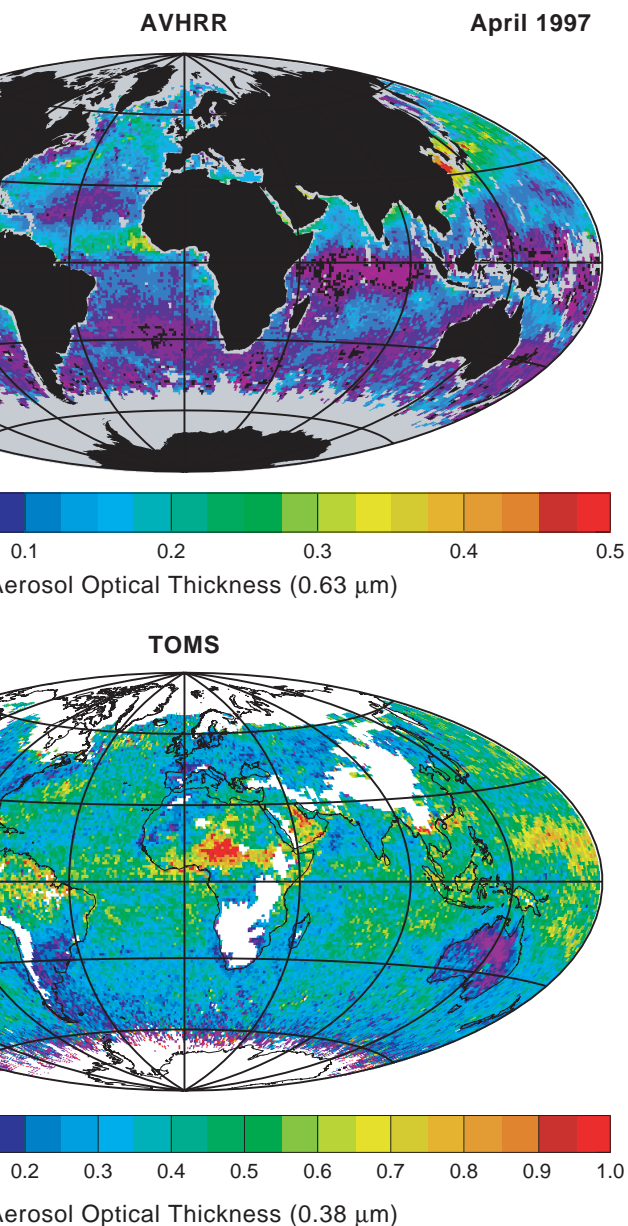 AVHRR April 1997
0.1 0.2 0.3 0.4 0.5
Aerosol Optical Thickness (0.63 μm)
TOMS
0.2 0.3 0.4 0.5 0.6 0.7 0.8 0.9 1.0
Aerosol Optical Thickness (0.38 μm)